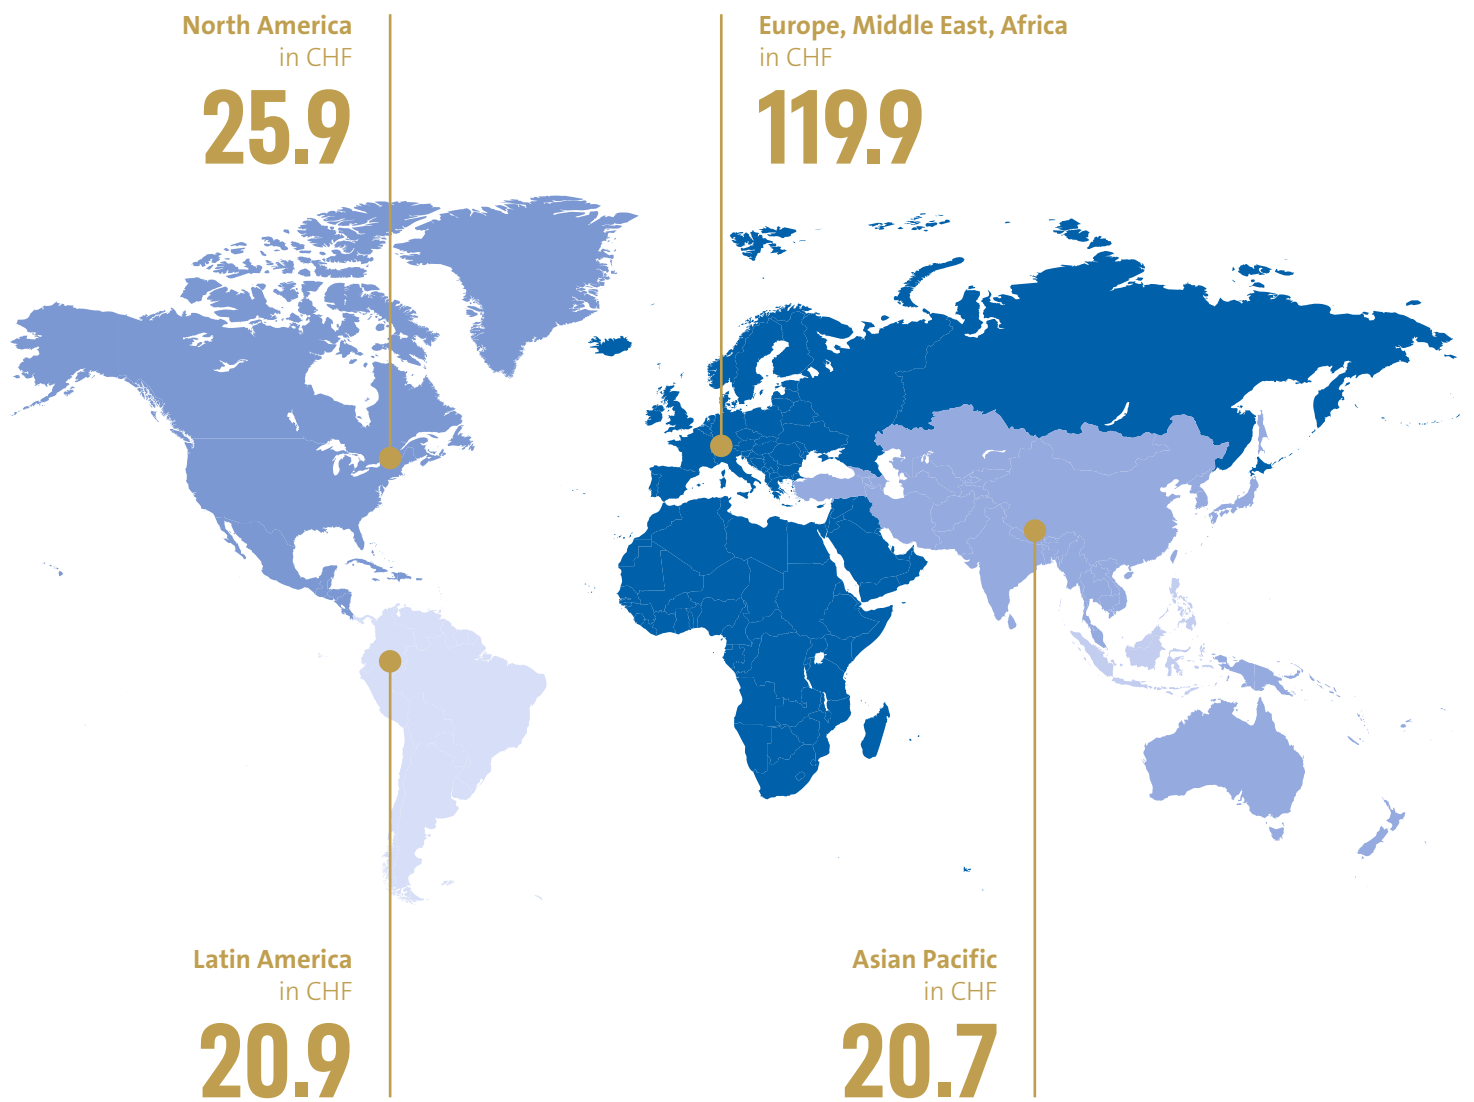 North America
in CHF
25.9
Europe, Middle East, Africa
in CHF
119.9
Latin America
in CHF
20.9
Asian Pacific
in CHF
20.7